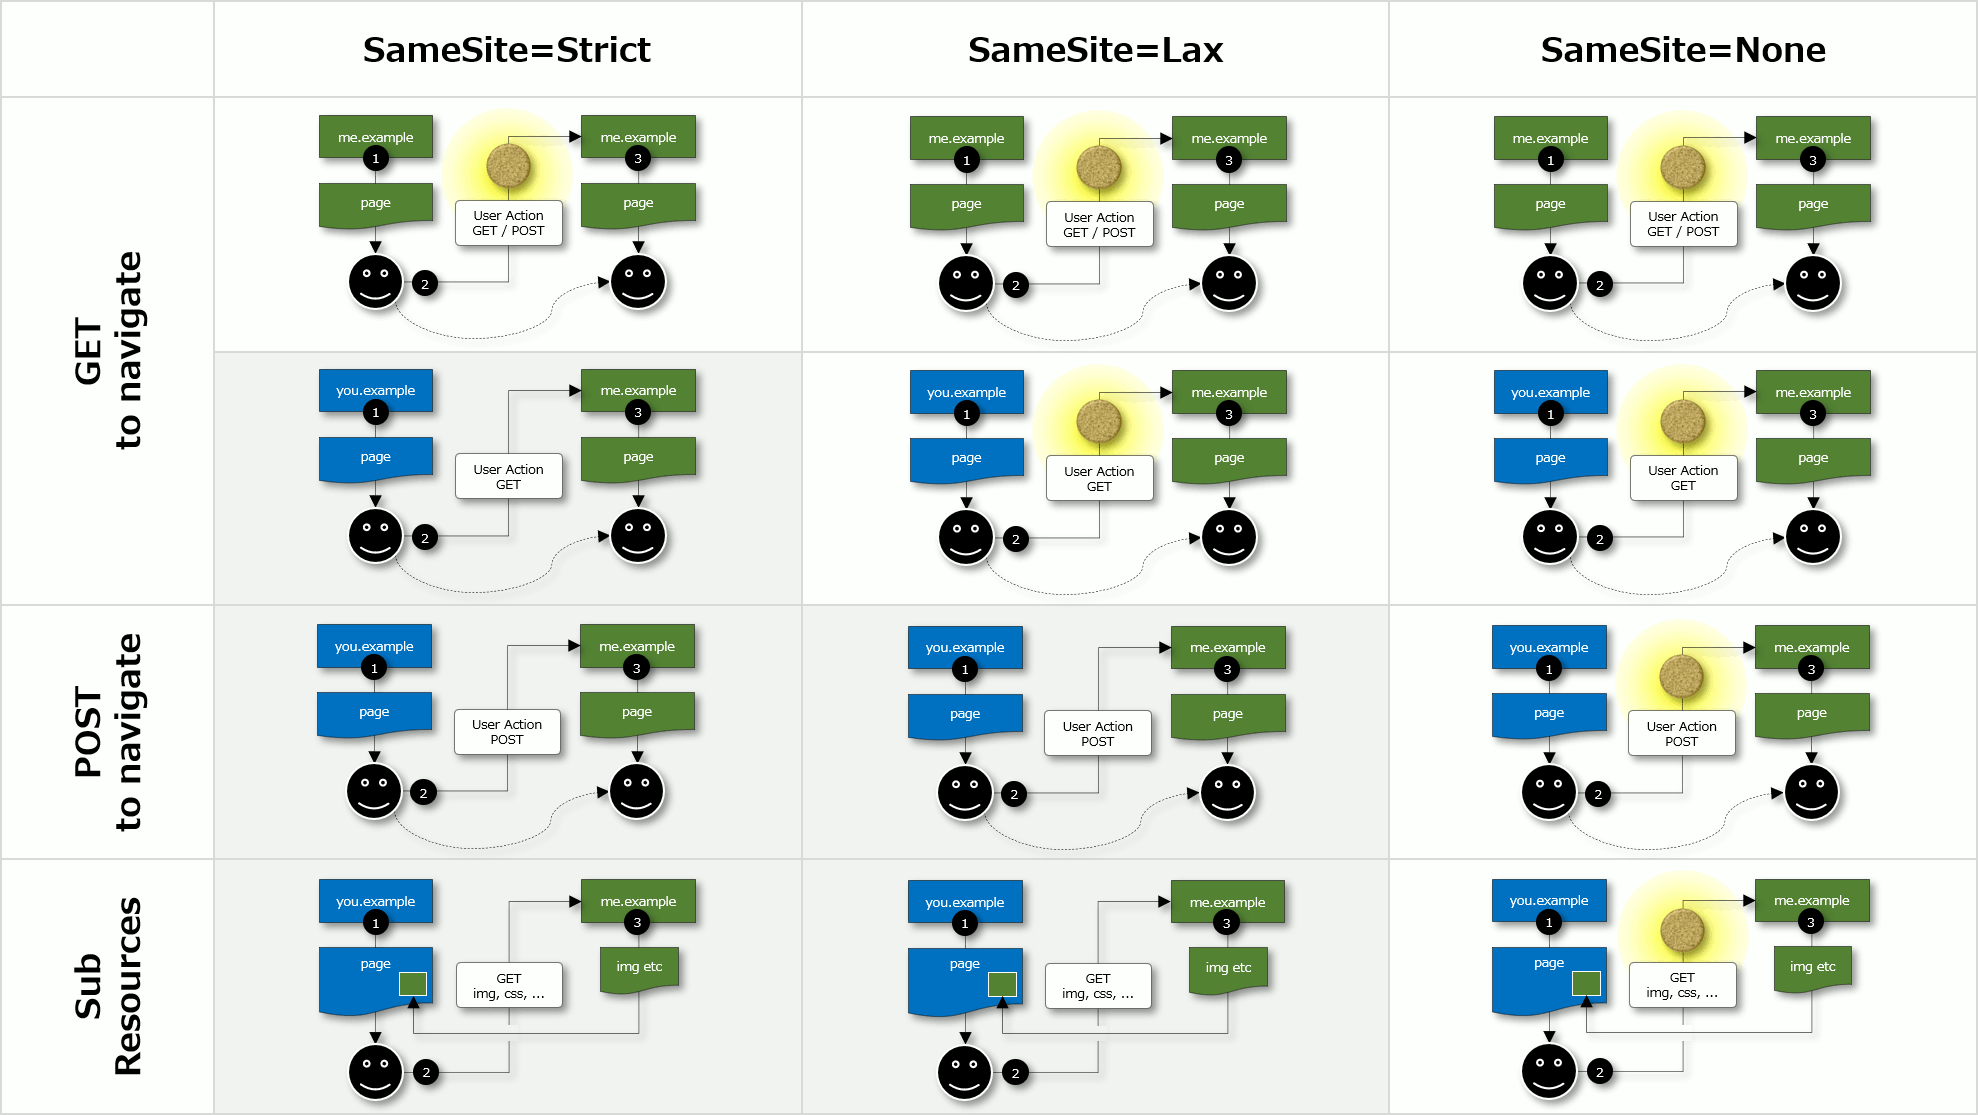 SameSite=Strict
SameSite=Lax
SameSite=None
GET
to navigate
me.example
1
page
User Action
GET / POST
2
me.example
3
page
me.example
1
page
User Action
GET / POST
2
me.example
3
page
me.example
1
page
User Action
GET / POST
2
me.example
3
page
you.example
1
page
User Action
GET
2
me.example
3
page
you.example
1
page
User Action
GET
2
me.example
3
page
you.example
1
page
User Action
GET
2
me.example
3
page
POST
to navigate
you.example
1
page
User Action
POST
2
me.example
3
page
you.example
1
page
User Action
POST
2
me.example
3
page
you.example
1
page
User Action
POST
2
me.example
3
page
Sub
Resources
you.example
1
page
GET
img, css, ...
2
me.example
3
img etc
you.example
1
page
GET
img, css, ...
2
me.example
3
img etc
you.example
1
page
GET
img, css, ...
2
me.example
3
img etc